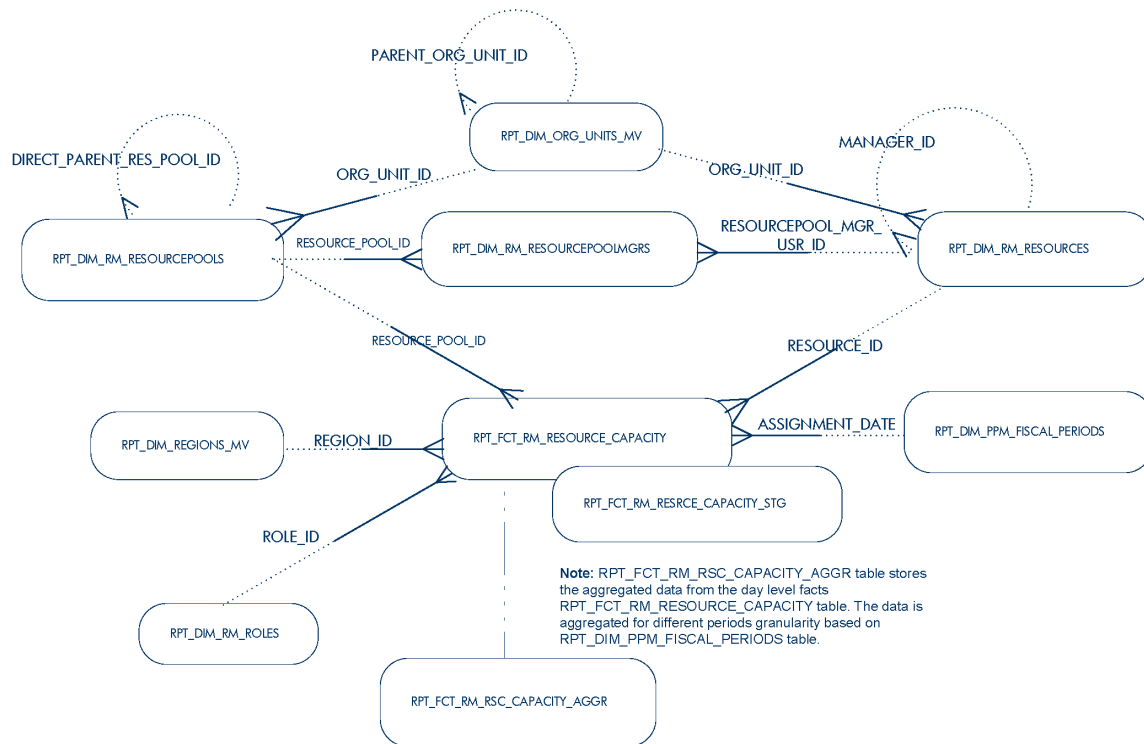 PARENT_ORG_UNIT_ID
RPT_DIM_ORG_UNITS_MV
MANAGER_ID
DIRECT_PARENT_RES_POOL_ID
ORG_UNIT_ID
ORG_UNIT_ID
RESOURCEPOOL_MGR_
USR_ID
RESOURCE_POOL_ID
RPT_DIM_RM_RESOURCEPOOLS
RPT_DIM_RM_RESOURCEPOOLMGRS
RPT_DIM_RM_RESOURCES
RESOURCE_POOL_ID
RESOURCE_ID
RPT_DIM_REGIONS_MV
REGION_ID
RPT_FCT_RM_RESOURCE_CAPACITY
ASSIGNMENT_DATE
RPT_DIM_PPM_FISCAL_PERIODS
RPT_FCT_RM_RESRCE_CAPACITY_STG
ROLE_ID
Note: RPT_FCT_RM_RSC_CAPACITY_AGGR table stores
the aggregated data from the day level facts
RPT_FCT_RM_RESOURCE_CAPACITY table. The data is
aggregated for different periods granularity based on
RPT_DIM_PPM_FISCAL_PERIODS table.
RPT_DIM_RM_ROLES
RPT_FCT_RM_RSC_CAPACITY_AGGR